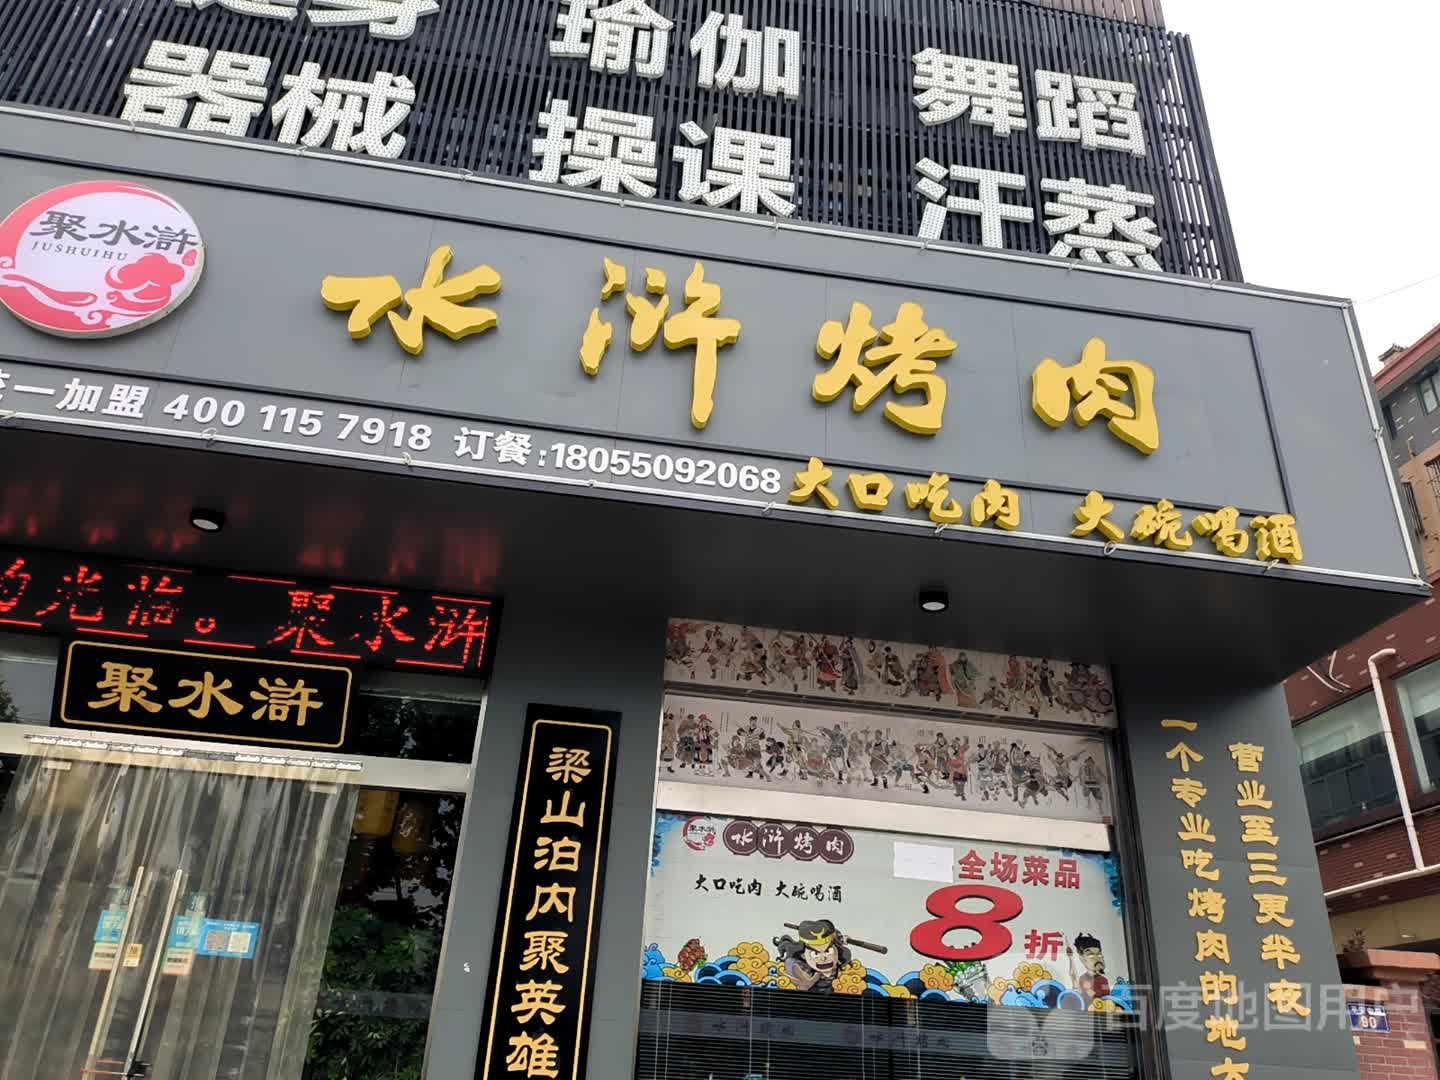 瑜伽
舞蹈
器械
操课
汗蒸
聚水浒
JUSHUIHU
水浒烤肉
一加盟 400 115 7918 订餐:18055092068
大口吃肉 大碗喝酒
光临。聚水浒
聚水浒
梁山泊内聚英雄
水浒烤肉
大口吃肉 大碗喝酒
全场菜品
8折
营业至三更半夜
一个专业吃烤肉的地
90
百度地图用户